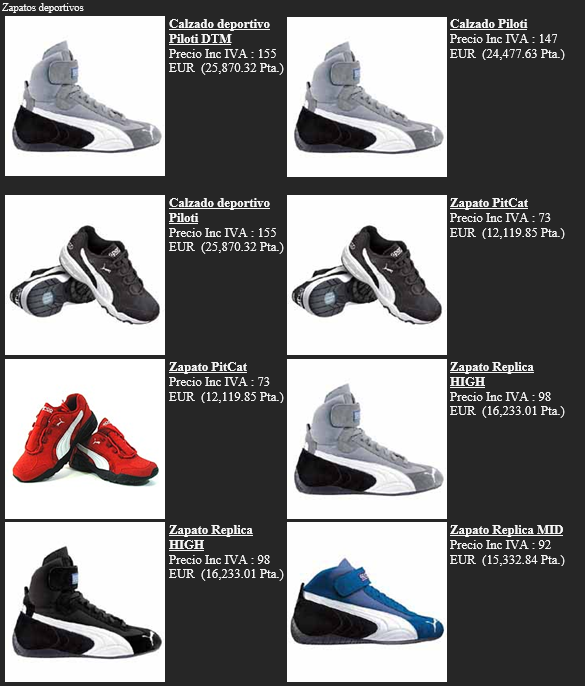 Zapatos deportivos
Calzado deportivo
Piloti DTM
Precio Inc IVA : 155
EUR (25,870.32 Pta.)
Calzado Piloti
Precio Inc IVA : 147
EUR (24,477.63 Pta.)
Calzado deportivo
Piloti
Precio Inc IVA : 155
EUR (25,870.32 Pta.)
Zapato PitCat
Precio Inc IVA : 73
EUR (12,119.85 Pta.)
Zapato PitCat
Precio Inc IVA : 73
EUR (12,119.85 Pta.)
Zapato Replica
HIGH
Precio Inc IVA : 98
EUR (16,233.01 Pta.)
Zapato Replica
HIGH
Precio Inc IVA : 98
EUR (16,233.01 Pta.)
Zapato Replica MID
Precio Inc IVA : 92
EUR (15,332.84 Pta.)